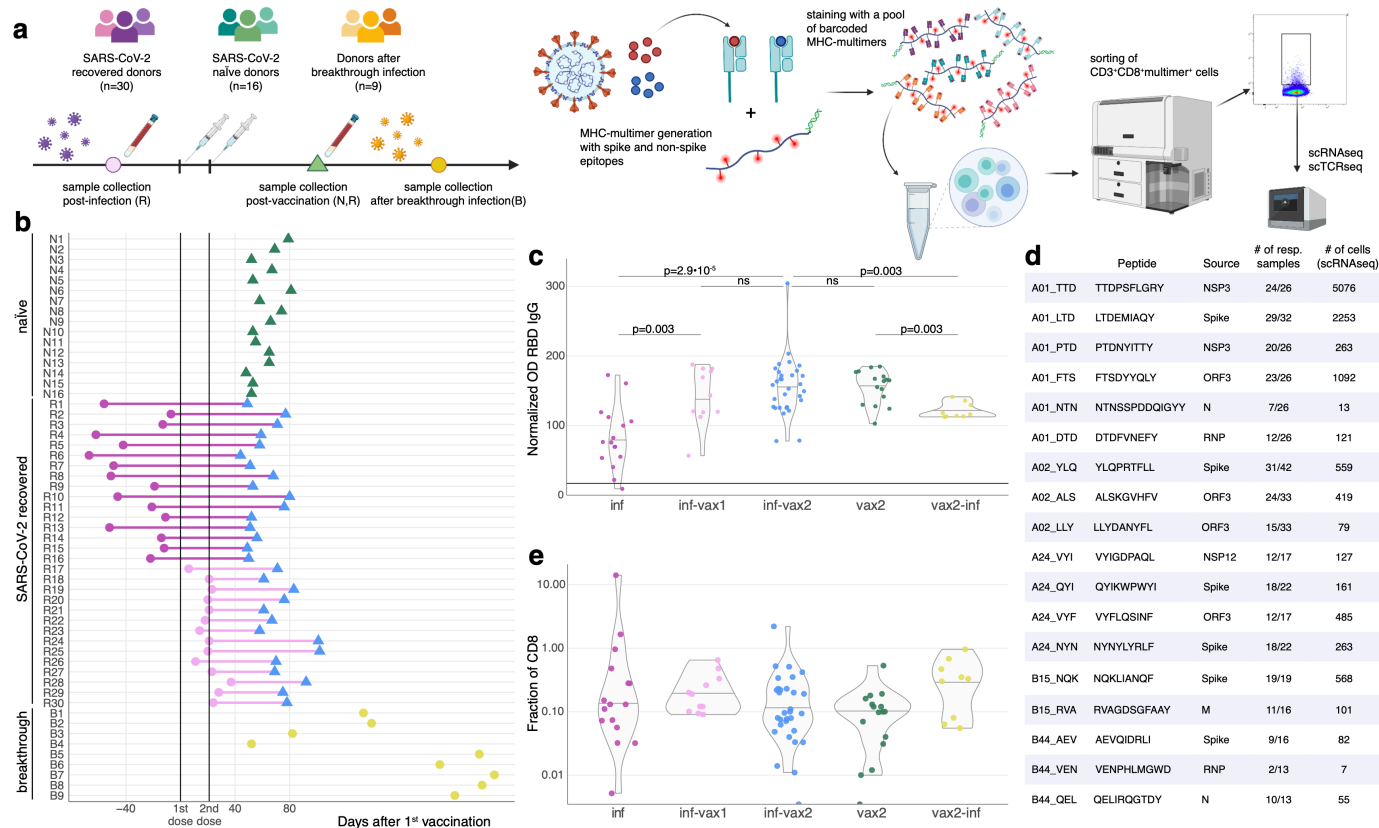 a
SARS-CoV-2
recovered donors
(n=30)
SARS-CoV-2
naïve donors
(n=16)
Donors after
breakthrough infection
(n=9)
sample collection
post-infection (R)
sample collection
post-vaccination (N,R)
sample collection
after breakthrough infection(B)
MHC-multimer generation
with spike and non-spike
epitopes
+
staining with a pool
of barcoded
MHC-multimers
sorting of
CD3⁺CD8⁺multimer⁺ cells
scRNAseq
scTCRseq
b
naïve
N1
N2
N3
N4
N5
N6
N7
N8
N9
N10
N11
N12
N13
N14
N15
N16
SARS-CoV-2 recovered
R1
R2
R3
R4
R5
R6
R7
R8
R9
R10
R11
R12
R13
R14
R15
R16
R17
R18
R19
R20
R21
R22
R23
R24
R25
R26
R27
R28
R29
R30
breakthrough
B1
B2
B3
B4
B5
B6
B7
B8
B9
−40 1st 2nd 40 80
dose dose
Days after 1ˢᵗ vaccination
c
Normalized OD RBD IgG
300
200
100
0
p=2.9•10⁻⁵ p=0.003
ns ns
p=0.003 p=0.003
inf inf-vax1 inf-vax2 vax2 vax2-inf
e
Fraction of CD8
10.00
1.00
0.10
0.01
inf inf-vax1 inf-vax2 vax2 vax2-inf
d
Peptide Source # of resp. samples # of cells (scRNAseq)
A01_TTD TTDPSFLGRY NSP3 24/26 5076
A01_LTD LTDEMIAQY Spike 29/32 2253
A01_PTD PTDNYITTY NSP3 20/26 263
A01_FTS FTSDYYQLY ORF3 23/26 1092
A01_NTN NTNSSPDDQIGYY N 7/26 13
A01_DTD DTDFVNEFY RNP 12/26 121
A02_YLQ YLQPRTFLL Spike 31/42 559
A02_ALS ALSKGVHFV ORF3 24/33 419
A02_LLY LLYDANYFL ORF3 15/33 79
A24_VYI VYIGDPAQL NSP12 12/17 127
A24_QYI QYIKWPWYI Spike 18/22 161
A24_VYF VYFLQSINF ORF3 12/17 485
A24_NYN NYNYLYRLF Spike 18/22 263
B15_NQK NQKLIANQF Spike 19/19 568
B15_RVA RVAGDSGFAAY M 11/16 101
B44_AEV AEVQIDRLI Spike 9/16 82
B44_VEN VENPHLMGWD RNP 2/13 7
B44_QEL QELIRQGTDY N 10/13 55